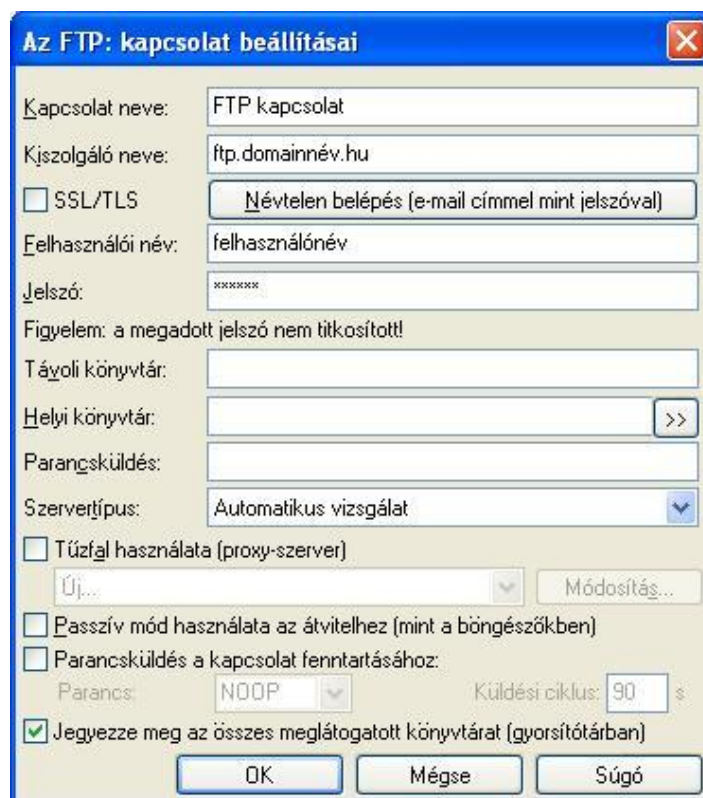 Az FTP: kapcsolat beállításai
Kapcsolat neve: FTP kapcsolat
Kiszolgáló neve: ftp.domainnév.hu
SSL/TLS Névtelen belépés (e-mail címmel mint jelszóval)
Felhasználói név: felhasználónév
Jelszó: ******
Figyelem: a megadott jelszó nem titkosított!
Távoli könyvtár:
Helyi könyvtár: >>
Parancsküldés:
Szervertípus: Automatikus vizsgálat
Tűzfal használata (proxy-szerver)
Új... Módosítás...
Passzív mód használata az átvitelhez (mint a böngészőkben)
Parancsküldés a kapcsolat fenntartásához:
Parancs: NOOP Küldési ciklus: 90 s
Jegyezze meg az összes meglátogatott könyvtárat (gyorsítótárban)
OK Mégse Súgó